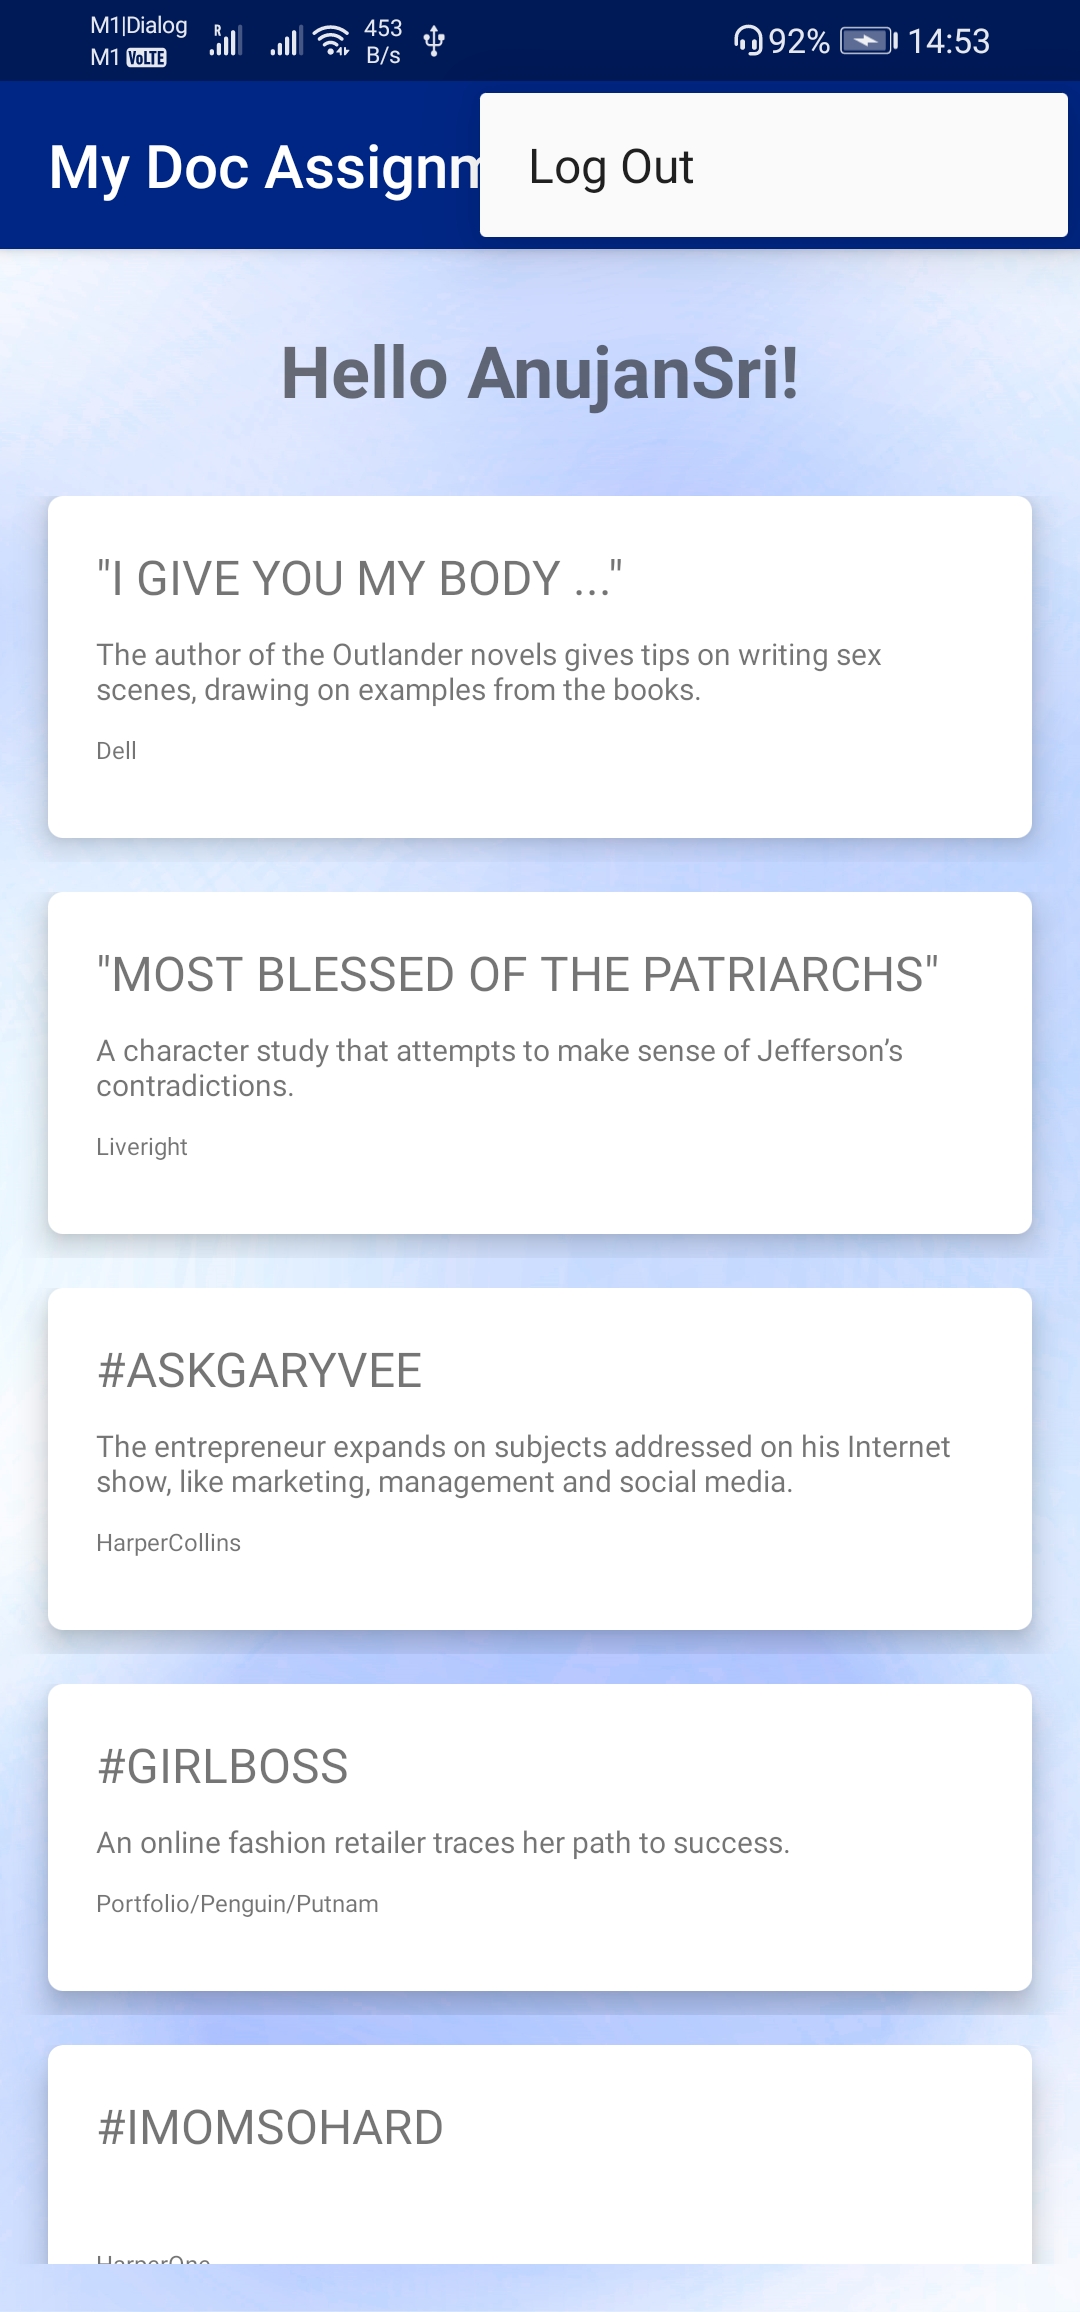 M1|Dialog
M1 VoLTE
R
453
B/s
92%
14:53
My Doc Assignm
Log Out
Hello AnujanSri!
"I GIVE YOU MY BODY ..."
The author of the Outlander novels gives tips on writing sex
scenes, drawing on examples from the books.
Dell
"MOST BLESSED OF THE PATRIARCHS"
A character study that attempts to make sense of Jefferson’s
contradictions.
Liveright
#ASKGARYVEE
The entrepreneur expands on subjects addressed on his Internet
show, like marketing, management and social media.
HarperCollins
#GIRLBOSS
An online fashion retailer traces her path to success.
Portfolio/Penguin/Putnam
#IMOMSOHARD
HarperOne